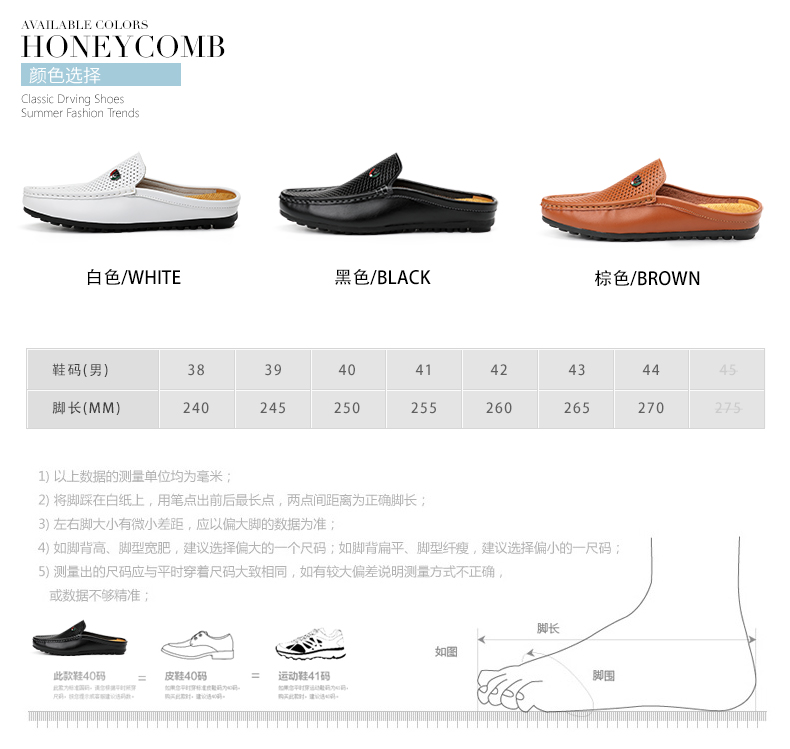 AVAILABLE COLORS
HONEYCOMB
颜色选择
Classic Drving Shoes
Summer Fashion Trends
白色/WHITE 黑色/BLACK 棕色/BROWN
鞋码(男) 38 39 40 41 42 43 44 45
脚长(MM) 240 245 250 255 260 265 270 275
1) 以上数据的测量单位均为毫米；
2) 将脚踩在白纸上，用笔点出前后最长点，两点间距离为正确脚长；
3) 左右脚大小有微小差距，应以偏大脚的数据为准；
4) 如脚背高、脚型宽肥，建议选择偏大的一个尺码；如脚背扁平、脚型纤瘦，建议选择偏小的一尺码；
5) 测量出的尺码应与平时穿着尺码大致相同，如有较大偏差说明测量方式不正确，
或数据不够精准；
脚长
如图
脚围
此款鞋40码 = 皮鞋40码 = 运动鞋41码